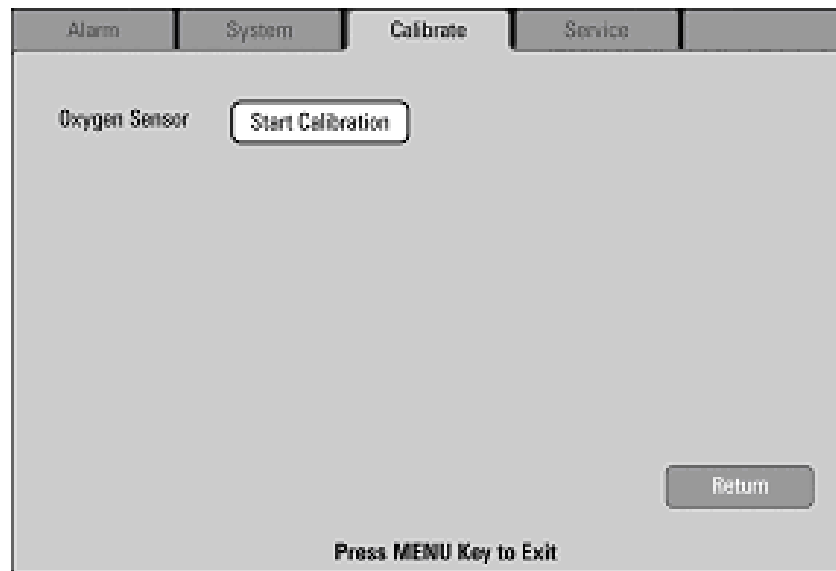 Alarm System Calibrate Service
Oxygen Sensor Start Calibration
Return
Press MENU Key to Exit